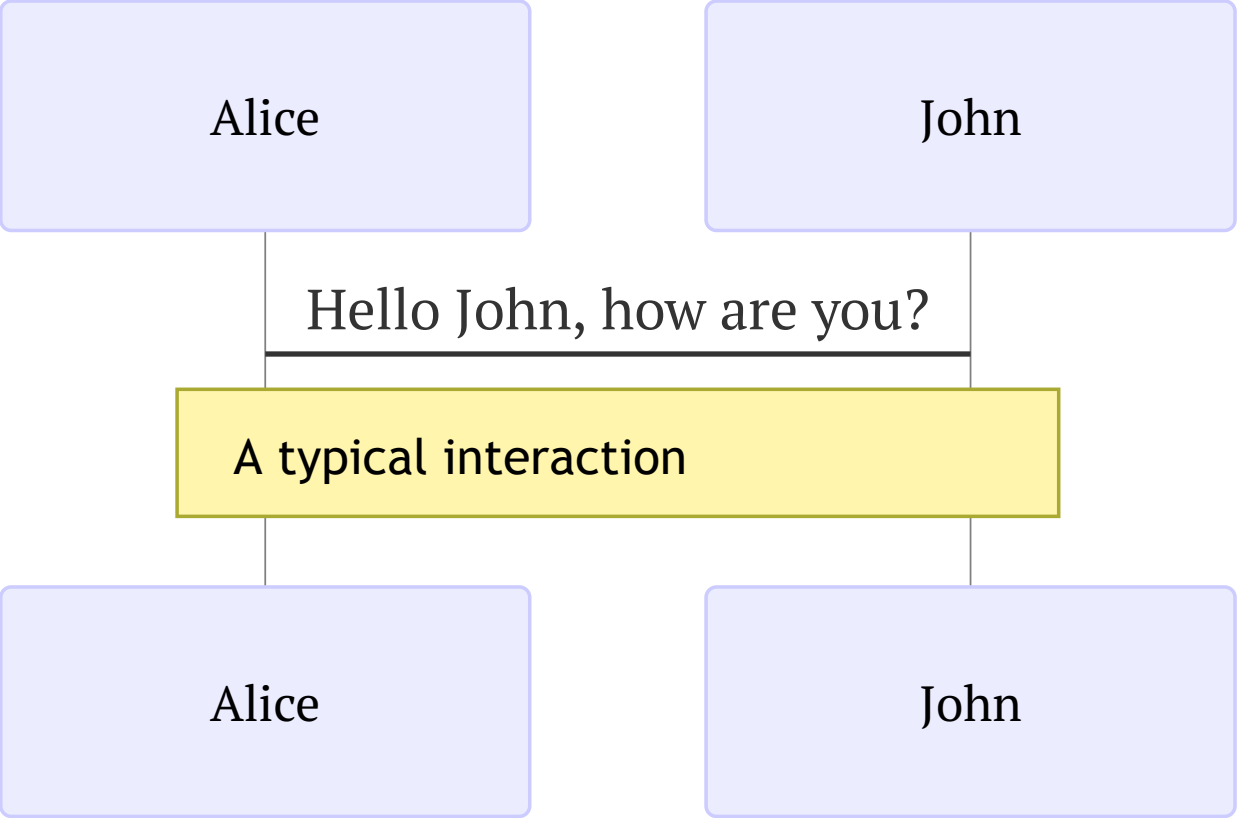 Alice
John
Hello John, how are you?
A typical interaction
Alice
John